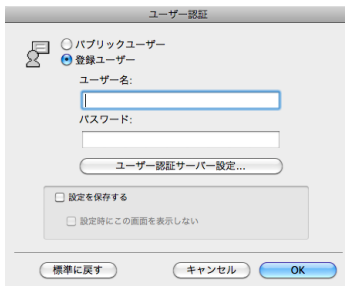 ユーザー認証
パブリックユーザー
登録ユーザー
ユーザー名:
パスワード:
ユーザー認証サーバー設定...
設定を保存する
設定時にこの画面を表示しない
標準に戻す
キャンセル
OK